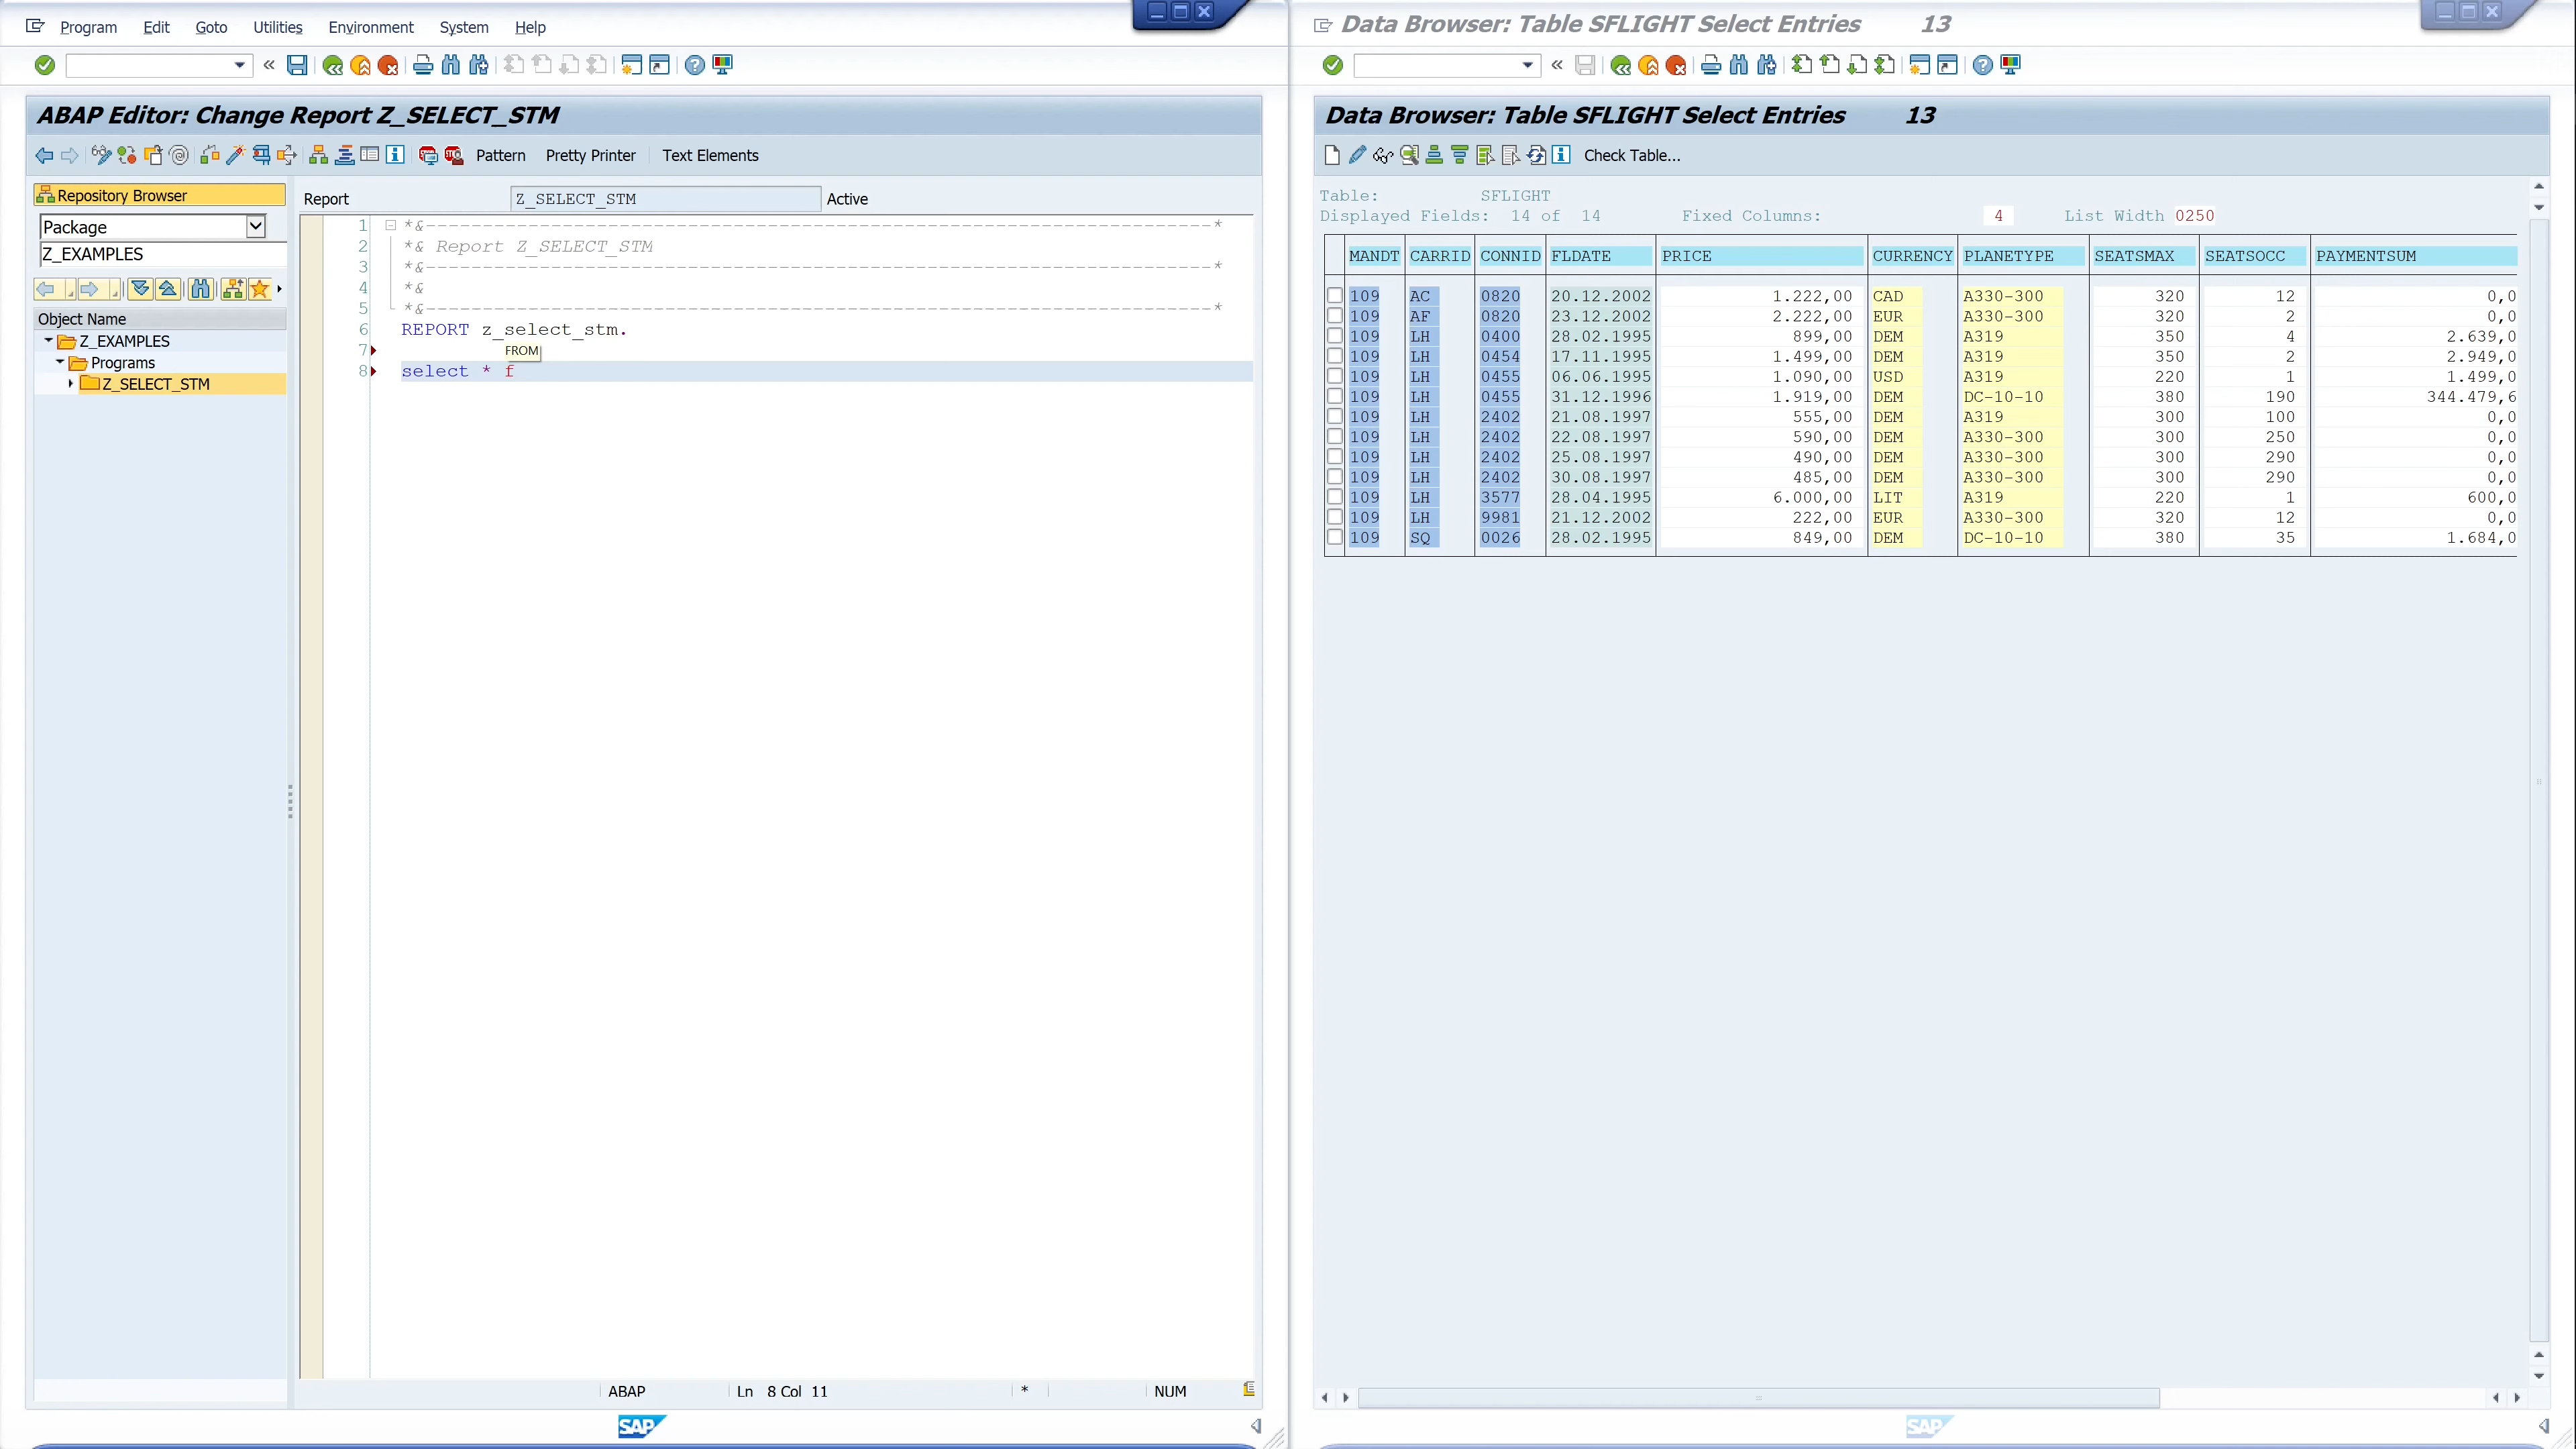 Program Edit Goto Utilities Environment System Help
ABAP Editor: Change Report Z_SELECT_STM
Pattern Pretty Printer Text Elements
Repository Browser
Package
Z_EXAMPLES
Object Name
Z_EXAMPLES
Programs
Z_SELECT_STM
Report Z_SELECT_STM Active
1 *&---------------------------------------------------------------------*
2 *& Report Z_SELECT_STM
3 *&---------------------------------------------------------------------*
4 *&
5 *&---------------------------------------------------------------------*
6 REPORT z_select_stm.
7
FROM
8 select * f
ABAP Ln 8 Col 11 * NUM
SAP
Data Browser: Table SFLIGHT Select Entries 13
Data Browser: Table SFLIGHT Select Entries 13
Check Table...
Table: SFLIGHT
Displayed Fields: 14 of 14 Fixed Columns: 4 List Width 0250
MANDT CARRID CONNID FLDATE PRICE CURRENCY PLANETYPE SEATSMAX SEATSOCC PAYMENTSUM
109 AC 0820 20.12.2002 1.222,00 CAD A330-300 320 12 0,0
109 AF 0820 23.12.2002 2.222,00 EUR A330-300 320 2 0,0
109 LH 0400 28.02.1995 899,00 DEM A319 350 4 2.639,0
109 LH 0454 17.11.1995 1.499,00 DEM A319 350 2 2.949,0
109 LH 0455 06.06.1995 1.090,00 USD A319 220 1 1.499,0
109 LH 0455 31.12.1996 1.919,00 DEM DC-10-10 380 190 344.479,6
109 LH 2402 21.08.1997 555,00 DEM A319 300 100 0,0
109 LH 2402 22.08.1997 590,00 DEM A330-300 300 250 0,0
109 LH 2402 25.08.1997 490,00 DEM A330-300 300 290 0,0
109 LH 2402 30.08.1997 485,00 DEM A330-300 300 290 0,0
109 LH 3577 28.04.1995 6.000,00 LIT A319 220 1 600,0
109 LH 9981 21.12.2002 222,00 EUR A330-300 320 12 0,0
109 SQ 0026 28.02.1995 849,00 DEM DC-10-10 380 35 1.684,0
SAP